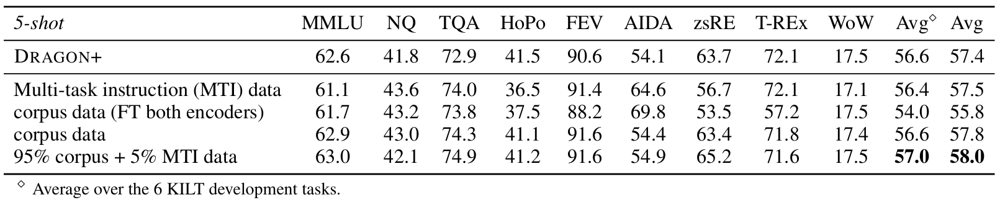 5-shot MMLU NQ TQA HoPo FEV AIDA zsRE T-REx WoW Avg◇ Avg
DRAGON+ 62.6 41.8 72.9 41.5 90.6 54.1 63.7 72.1 17.5 56.6 57.4
Multi-task instruction (MTI) data 61.1 43.6 74.0 36.5 91.4 64.6 56.7 72.1 17.1 56.4 57.5
corpus data (FT both encoders) 61.7 43.2 73.8 37.5 88.2 69.8 53.5 57.2 17.5 54.0 55.8
corpus data 62.9 43.0 74.3 41.1 91.6 54.4 63.4 71.8 17.4 56.6 57.8
95% corpus + 5% MTI data 63.0 42.1 74.9 41.2 91.6 54.9 65.2 71.6 17.5 57.0 58.0
◇ Average over the 6 KILT development tasks.